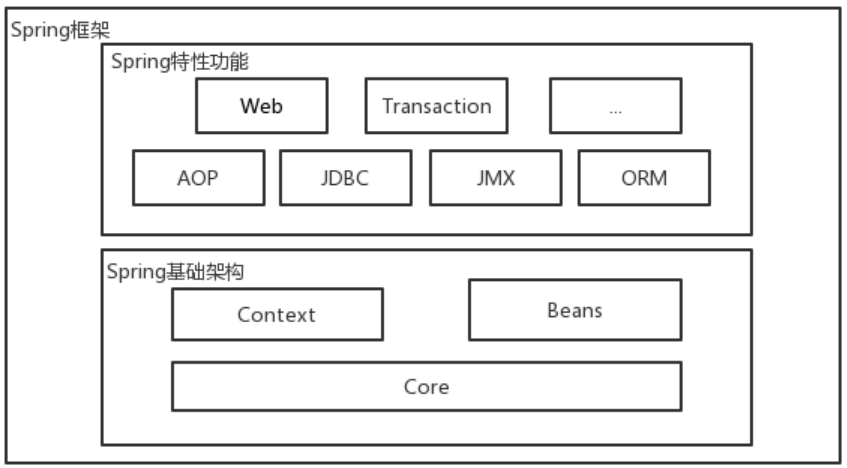 Spring框架
Spring特性功能
Web Transaction ...
AOP JDBC JMX ORM
Spring基础架构
Context Beans
Core